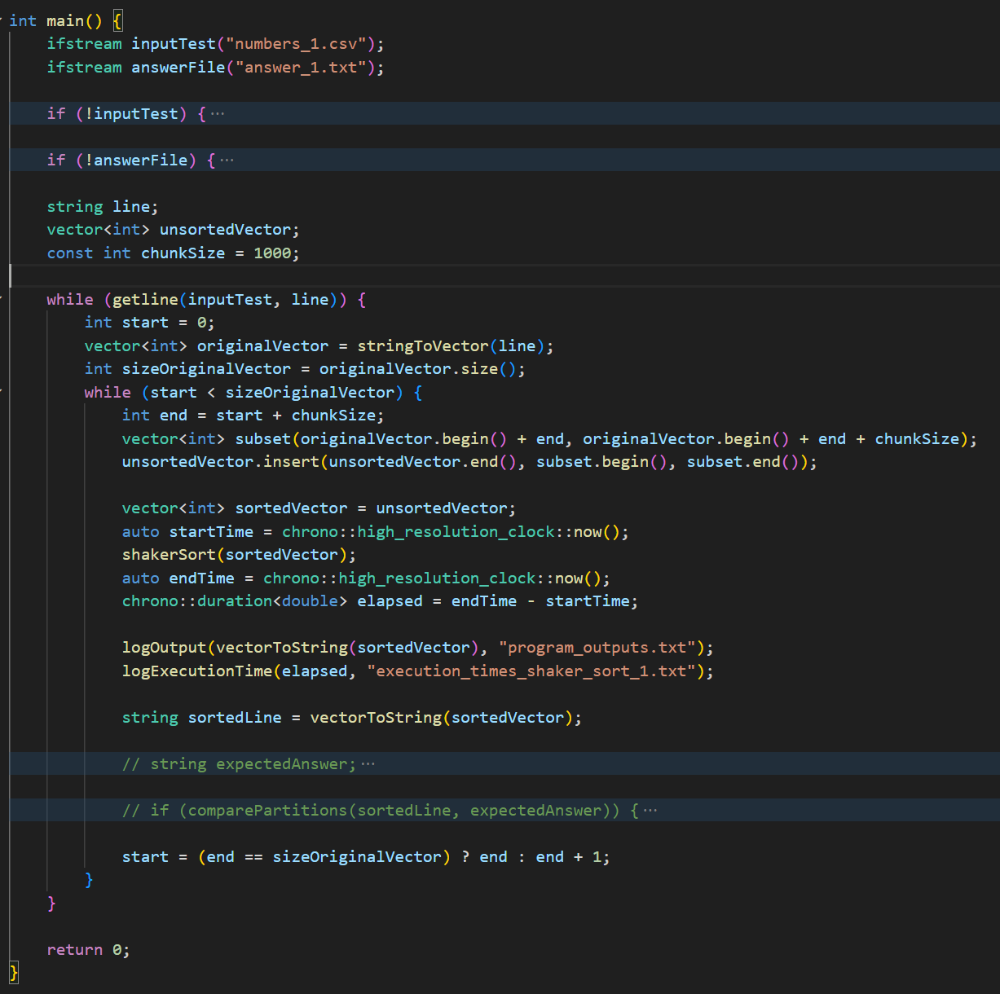 int main() {
    ifstream inputTest("numbers_1.csv");
    ifstream answerFile("answer_1.txt");

    if (!inputTest) {···

    if (!answerFile) {···

    string line;
    vector<int> unsortedVector;
    const int chunkSize = 1000;

    while (getline(inputTest, line)) {
        int start = 0;
        vector<int> originalVector = stringToVector(line);
        int sizeOriginalVector = originalVector.size();
        while (start < sizeOriginalVector) {
            int end = start + chunkSize;
            vector<int> subset(originalVector.begin() + end, originalVector.begin() + end + chunkSize);
            unsortedVector.insert(unsortedVector.end(), subset.begin(), subset.end());

            vector<int> sortedVector = unsortedVector;
            auto startTime = chrono::high_resolution_clock::now();
            shakerSort(sortedVector);
            auto endTime = chrono::high_resolution_clock::now();
            chrono::duration<double> elapsed = endTime - startTime;

            logOutput(vectorToString(sortedVector), "program_outputs.txt");
            logExecutionTime(elapsed, "execution_times_shaker_sort_1.txt");

            string sortedLine = vectorToString(sortedVector);

            // string expectedAnswer;···

            // if (comparePartitions(sortedLine, expectedAnswer)) {···

            start = (end == sizeOriginalVector) ? end : end + 1;
        }
    }

    return 0;
}